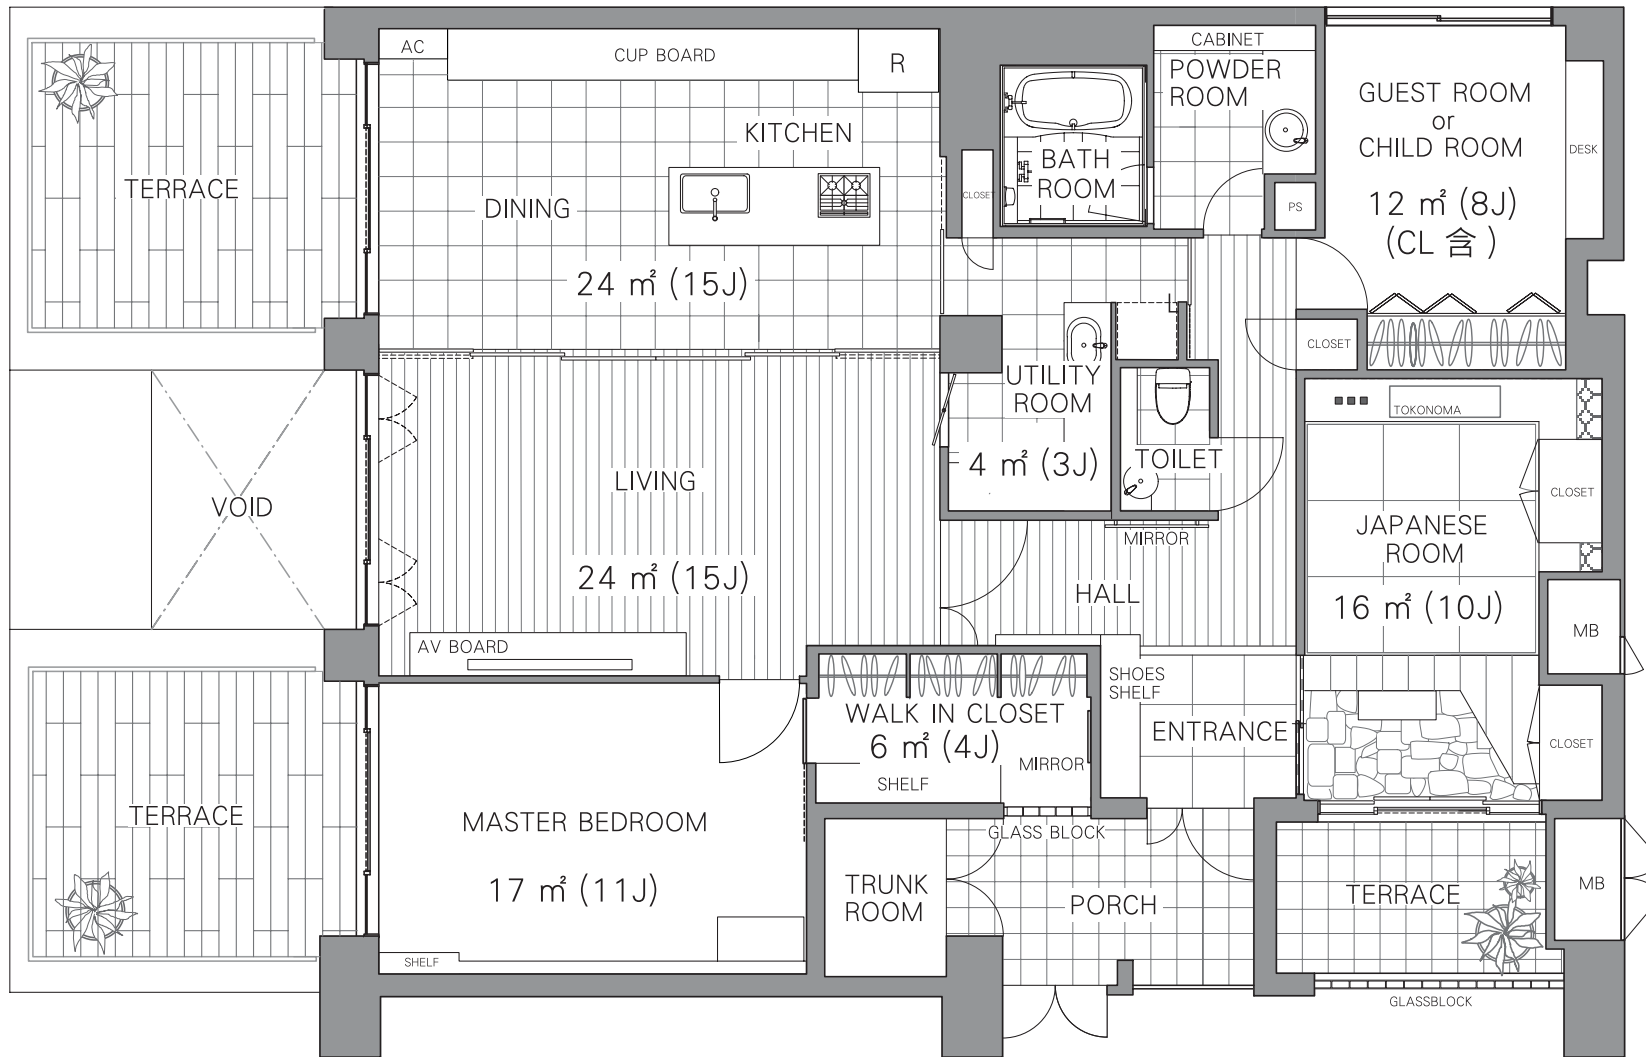 AC
CUP BOARD
R
CABINET
POWDER
ROOM
GUEST ROOM
or
CHILD ROOM
12 ㎡ (8J)
(CL 含 )
DESK
KITCHEN
BATH
ROOM
CLOSET
PS
TERRACE
DINING
24 ㎡ (15J)
CLOSET
UTILITY
ROOM
4 ㎡ (3J)
TOILET
TOKONOMA
VOID
LIVING
24 ㎡ (15J)
CLOSET
JAPANESE
ROOM
16 ㎡ (10J)
MIRROR
HALL
MB
AV BOARD
SHOES
SHELF
WALK IN CLOSET
6 ㎡ (4J)
MIRROR
SHELF
ENTRANCE
CLOSET
TERRACE
MASTER BEDROOM
17 ㎡ (11J)
GLASS BLOCK
TRUNK
ROOM
PORCH
TERRACE
MB
SHELF
GLASSBLOCK